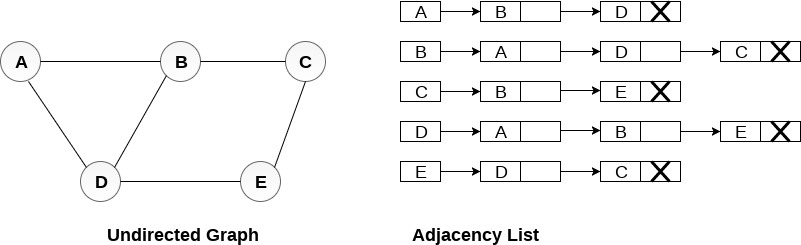 A B C
D E
Undirected Graph
A B D X
B A D C X
C B E X
D A B E X
E D C X
Adjacency List